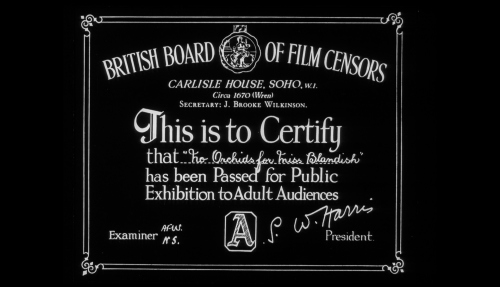 BRITISH BOARD OF FILM CENSORS
CARLISLE HOUSE, SOHO, W.1.
Circa 1670 (Wren)
SECRETARY: J. BROOKE WILKINSON.
This is to Certify
that "No Orchids for Miss Blandish"
has been Passed for Public
Exhibition to Adult Audiences
Examiner A.F.W. A S. W. Harris
N.S. President.